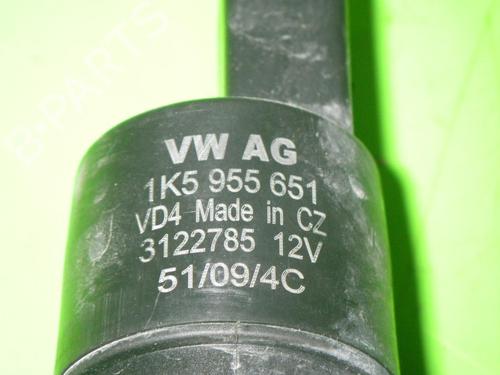 B-PARTS
VW AG
1K5 955 651
VD4 Made in CZ
3122785 12V
51/09/4C